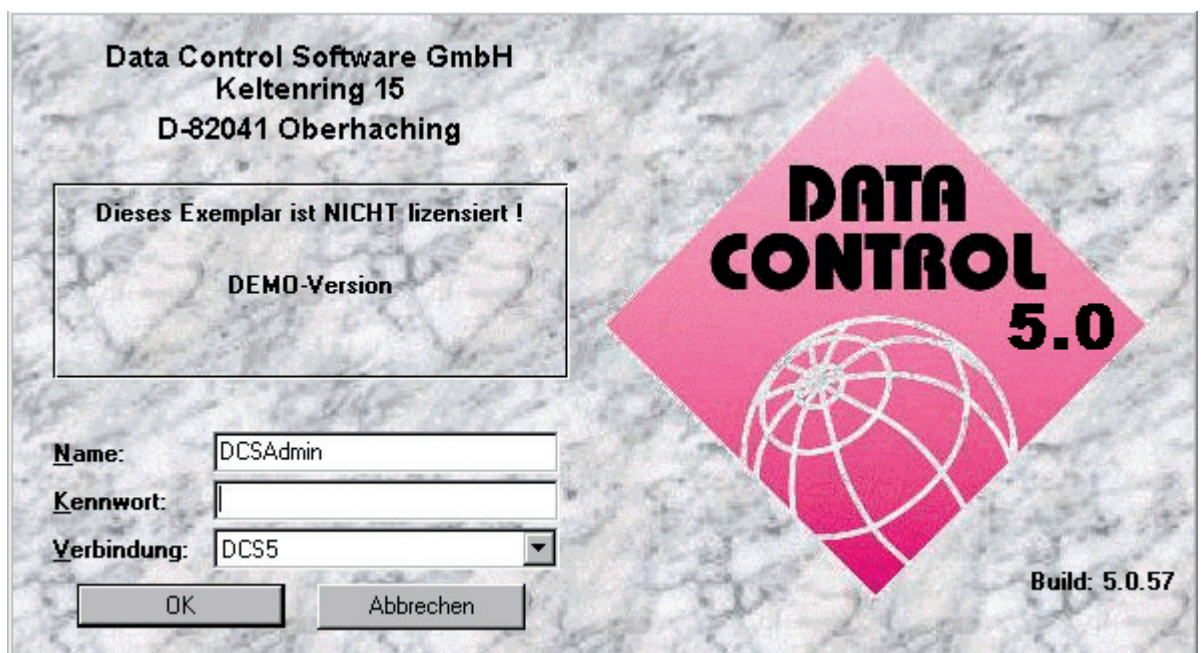 Data Control Software GmbH
Keltenring 15
D-82041 Oberhaching
Dieses Exemplar ist NICHT lizensiert !
DEMO-Version
Name: DCSAdmin
Kennwort:
Verbindung: DCS5
OK Abbrechen
DATA
CONTROL
5.0
Build: 5.0.57